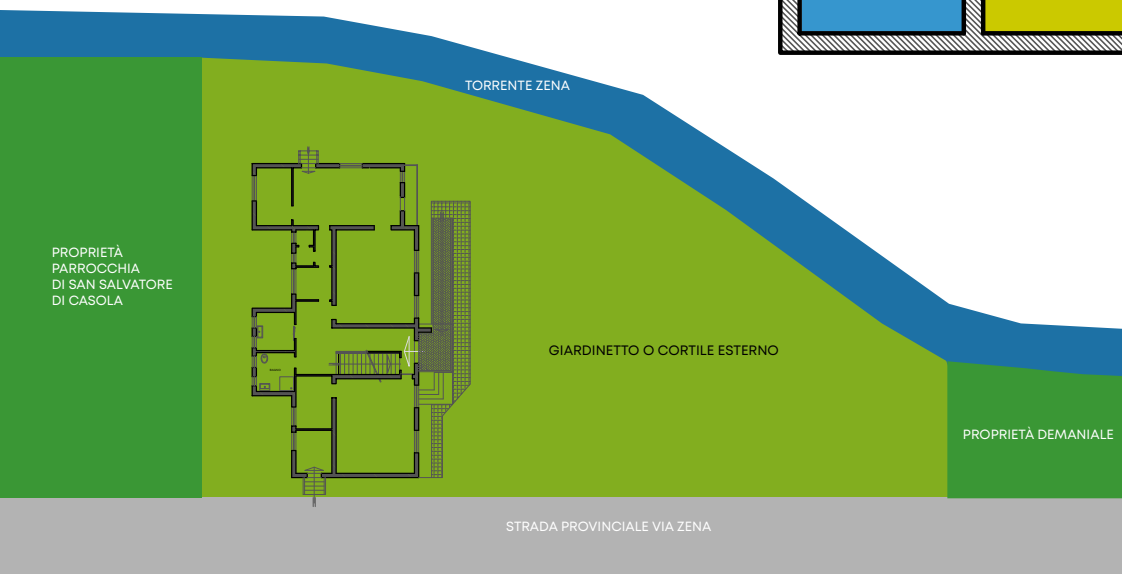 TORRENTE ZENA
PROPRIETÀ
PARROCCHIA
DI SAN SALVATORE
DI CASOLA
GIARDINETTO O CORTILE ESTERNO
PROPRIETÀ DEMANIALE
STRADA PROVINCIALE VIA ZENA